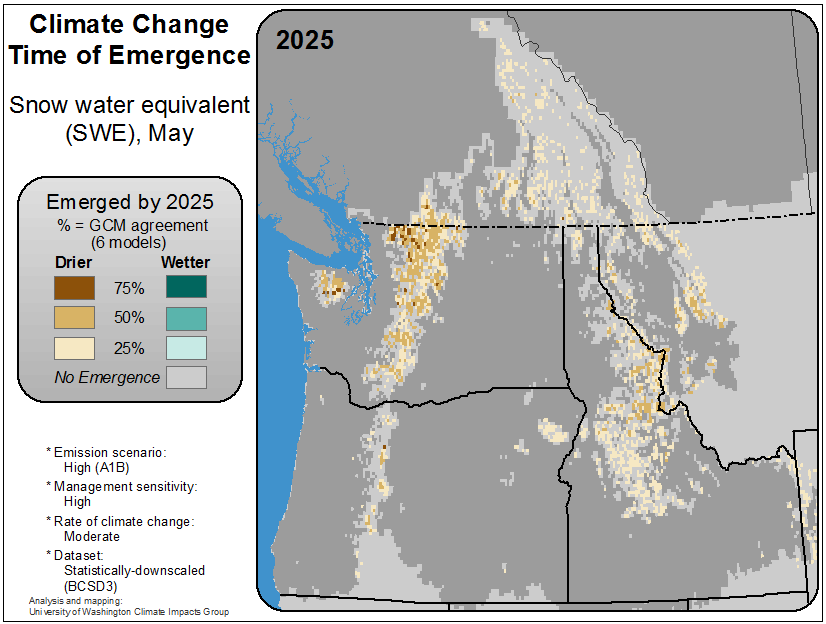 Climate Change
Time of Emergence
Snow water equivalent
(SWE), May
Emerged by 2025
% = GCM agreement
(6 models)
Drier Wetter
75%
50%
25%
No Emergence
* Emission scenario:
High (A1B)
* Management sensitivity:
High
* Rate of climate change:
Moderate
* Dataset:
Statistically-downscaled
(BCSD3)
Analysis and mapping:
University of Washington Climate Impacts Group
2025